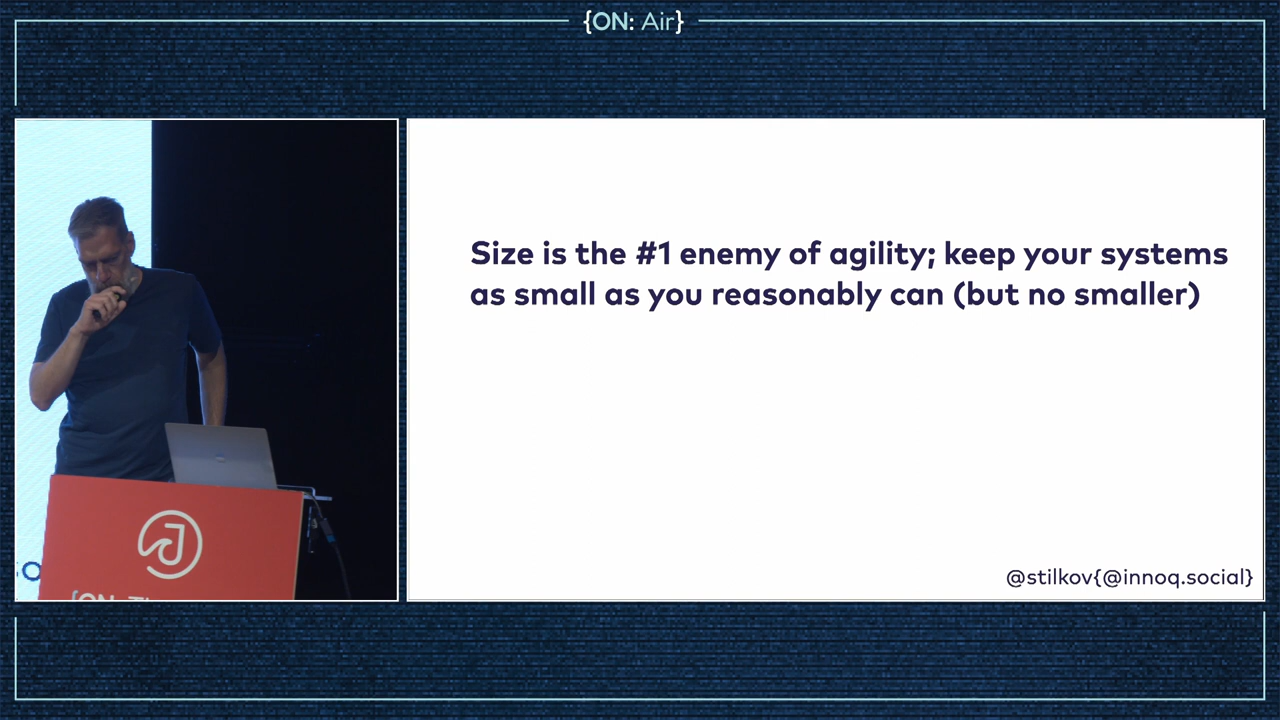 {ON: Air}
Size is the #1 enemy of agility; keep your systems
as small as you reasonably can (but no smaller)
@stilkov{@innoq.social}
J
{ON: